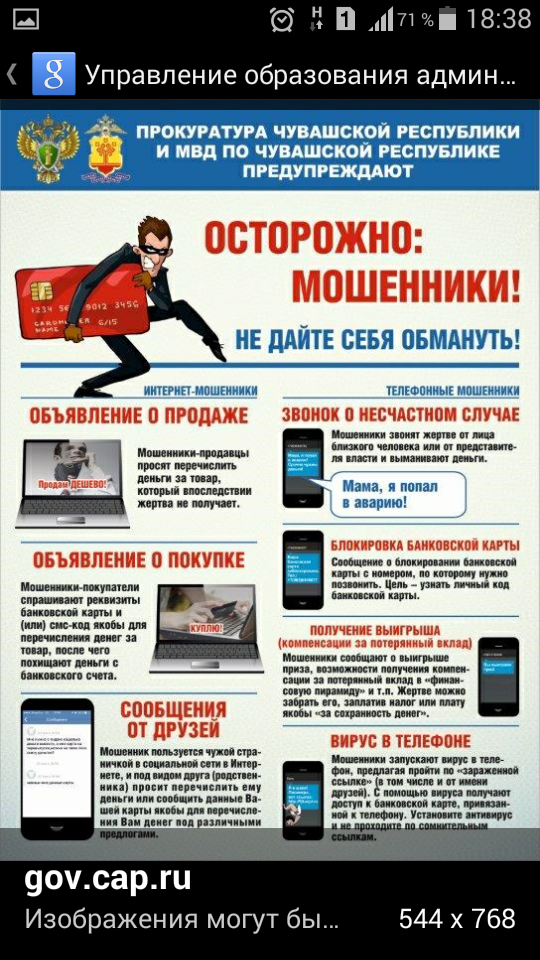 71 % 18:38
Управление образования админ...
ПРОКУРАТУРА ЧУВАШСКОЙ РЕСПУБЛИКИ
И МВД ПО ЧУВАШСКОЙ РЕСПУБЛИКЕ
ПРЕДУПРЕЖДАЮТ
ОСТОРОЖНО:
МОШЕННИКИ!
НЕ ДАЙТЕ СЕБЯ ОБМАНУТЬ!
ИНТЕРНЕТ-МОШЕННИКИ
ОБЪЯВЛЕНИЕ О ПРОДАЖЕ
Продам ДЕШЕВО!
Мошенники-продавцы
просят перечислить
деньги за товар,
который впоследствии
жертва не получает.
ОБЪЯВЛЕНИЕ О ПОКУПКЕ
Мошенники-покупатели
спрашивают реквизиты
банковской карты и
(или) смс-код якобы для
перечисления денег за
товар, после чего
похищают деньги с
банковского счета.
КУПЛЮ!
СООБЩЕНИЯ
ОТ ДРУЗЕЙ
Мошенник пользуется чужой стра-
ничкой в социальной сети в Интер-
нете, и под видом друга (родствен-
ника) просит перечислить ему
деньги или сообщить данные Ва-
шей карты якобы для перечисле-
ния Вам денег под различными
предлогами.
ТЕЛЕФОННЫЕ МОШЕННИКИ
ЗВОНОК О НЕСЧАСТНОМ СЛУЧАЕ
Мошенники звонят жертве от лица
близкого человека или от представите-
ля власти и выманивают деньги.
Мама, я попал
в аварию!
БЛОКИРОВКА БАНКОВСКОЙ КАРТЫ
Сообщение о блокировании банковской
карты с номером, по которому нужно
позвонить. Цель – узнать личный код
банковской карты.
ПОЛУЧЕНИЕ ВЫИГРЫША
(компенсации за потерянный вклад)
Мошенники сообщают о выигрыше
приза, возможности получения компен-
сации за потерянный вклад в «финан-
совую пирамиду» и т.п. Жертве можно
забрать его, заплатив налог или плату
якобы «за сохранность денег».
ВИРУС В ТЕЛЕФОНЕ
Мошенники запускают вирус в теле-
фон, предлагая пройти по «зараженной
ссылке» (в том числе и от имени
друзей). С помощью вируса получают
доступ к банковской карте, привязан-
ной к телефону. Установите антивирус
и не проходите по сомнительным
ссылкам.
gov.cap.ru
Изображения могут бы... 544 x 768